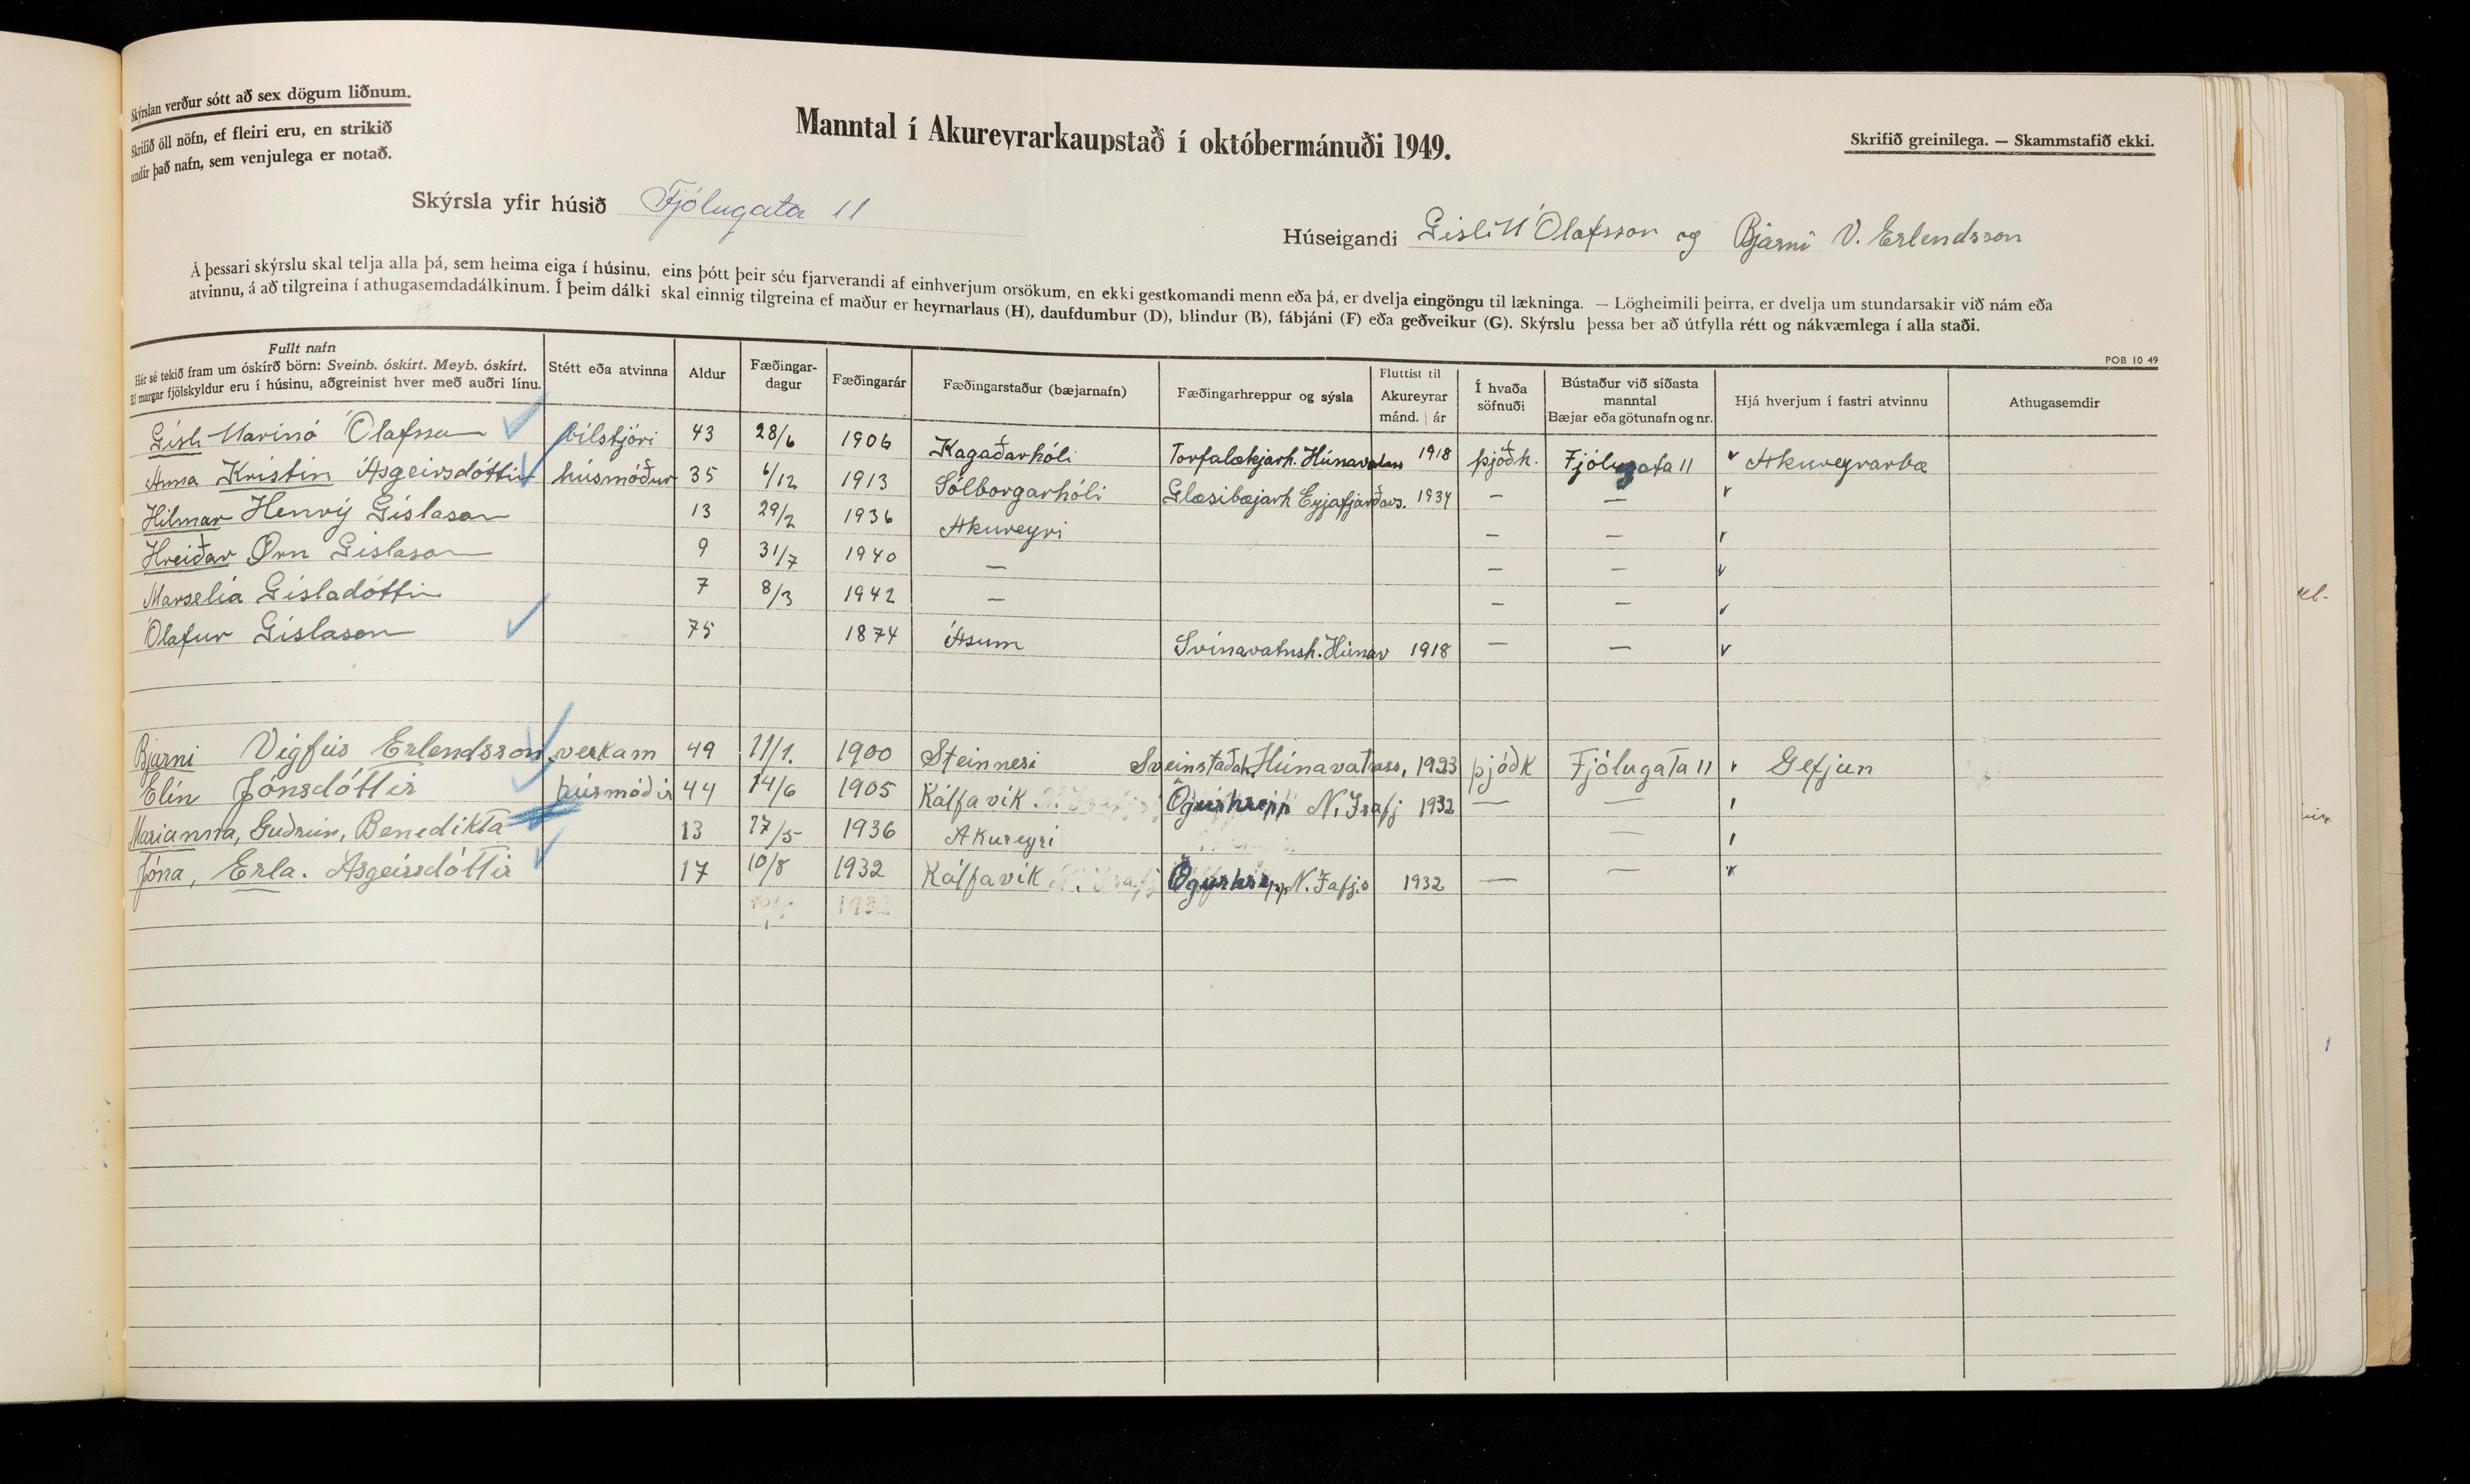 Skýrslan verður sótt að sex dögum liðnum.
Skrifið öll nöfn, ef fleiri eru, en strikið
undir það nafn, sem venjulega er notað.
Manntal í Akureyrarkaupstað í októbermánuði 1949.
Skrifið greinilega. — Skammstafið ekki.
Skýrsla yfir húsið Fjólugata 11
Húseigandi Gísli M Ólafsson og Bjarni V. Erlendsson
Á þessari skýrslu skal telja alla þá, sem heima eiga í húsinu, eins þótt þeir séu fjarverandi af einhverjum orsökum, en ekki gestkomandi menn eða þá, er dvelja eingöngu til lækninga. — Lögheimili þeirra, er dvelja um stundarsakir við nám eða
atvinnu, á að tilgreina í athugasemdadálkinum. Í þeim dálki skal einnig tilgreina ef maður er heyrnarlaus (H), daufdumbur (D), blindur (B), fábjáni (F) eða geðveikur (G). Skýrslu þessa ber að útfylla rétt og nákvæmlega í alla staði.
POB 10 49
Fullt nafn
Hér sé tekið fram um óskírð börn: Sveinb. óskírt. Meyb. óskírt.
Ef margar fjölskyldur eru í húsinu, aðgreinist hver með auðri línu.
Stétt eða atvinna
Aldur
Fæðingar-
dagur
Fæðingarár
Fæðingarstaður (bæjarnafn)
Fæðingarhreppur og sýsla
Fluttist til
Akureyrar
mánd. | ár
Í hvaða
söfnuði
Bústaður við síðasta
manntal
Bæjar eða götunafn og nr.
Hjá hverjum í fastri atvinnu
Athugasemdir
Gísli Marinó Ólafsson bílstjóri 43 28/6 1906 Kagaðarhóli Torfalækjarh. Húnavatnss 1918 þjóðk. Fjólugata 11 Akureyrarbæ
Anna Kristín Ásgeirsdóttir húsmóður 35 6/12 1913 Sólborgarhóli Glæsibæjarh Eyjafjarðars. 1934 — —
Hilmar Henrý Gíslason 13 29/2 1936 Akureyri — —
Hreiðar Örn Gíslason 9 31/7 1940 — — —
Marselía Gísladóttir 7 8/3 1942 — — —
Ólafur Gíslason 75 1874 Ásum Svínavatnsh. Húnav 1918 — —
Bjarni Vigfús Erlendsson verkam 49 11/1. 1900 Steinnesi Sveinstaðah Húnavatnss, 1923 þjóðk Fjólugata 11 Gefjun
Elín Jónsdóttir húsmóðir 44 14/6 1905 Kálfavík Ögurhrepp N. Ísafj 1932 — —
Marianna, Guðrún, Benedikta 13 17/5 1936 Akureyri —
Jóna, Erla. Ásgeirsdóttir 17 10/8 1932 Kálfavík Ögurhrepp N. Ísafjs 1932 — —
1932